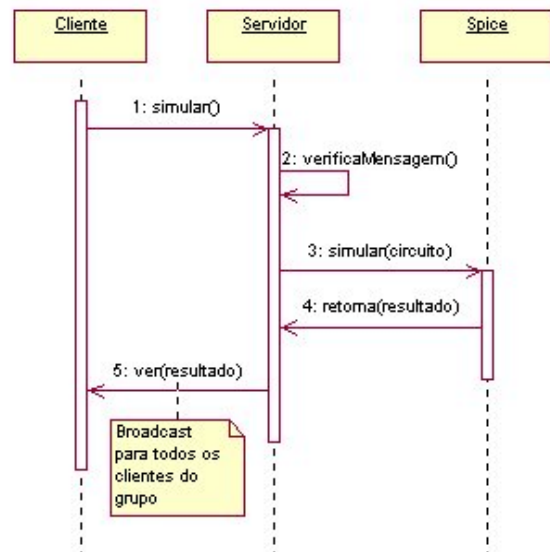 Cliente
Servidor
Spice
1: simular()
2: verificaMensagem()
3: simular(circuito)
4: retorna(resultado)
5: ver(resultado)
Broadcast
para todos os
clientes do
grupo